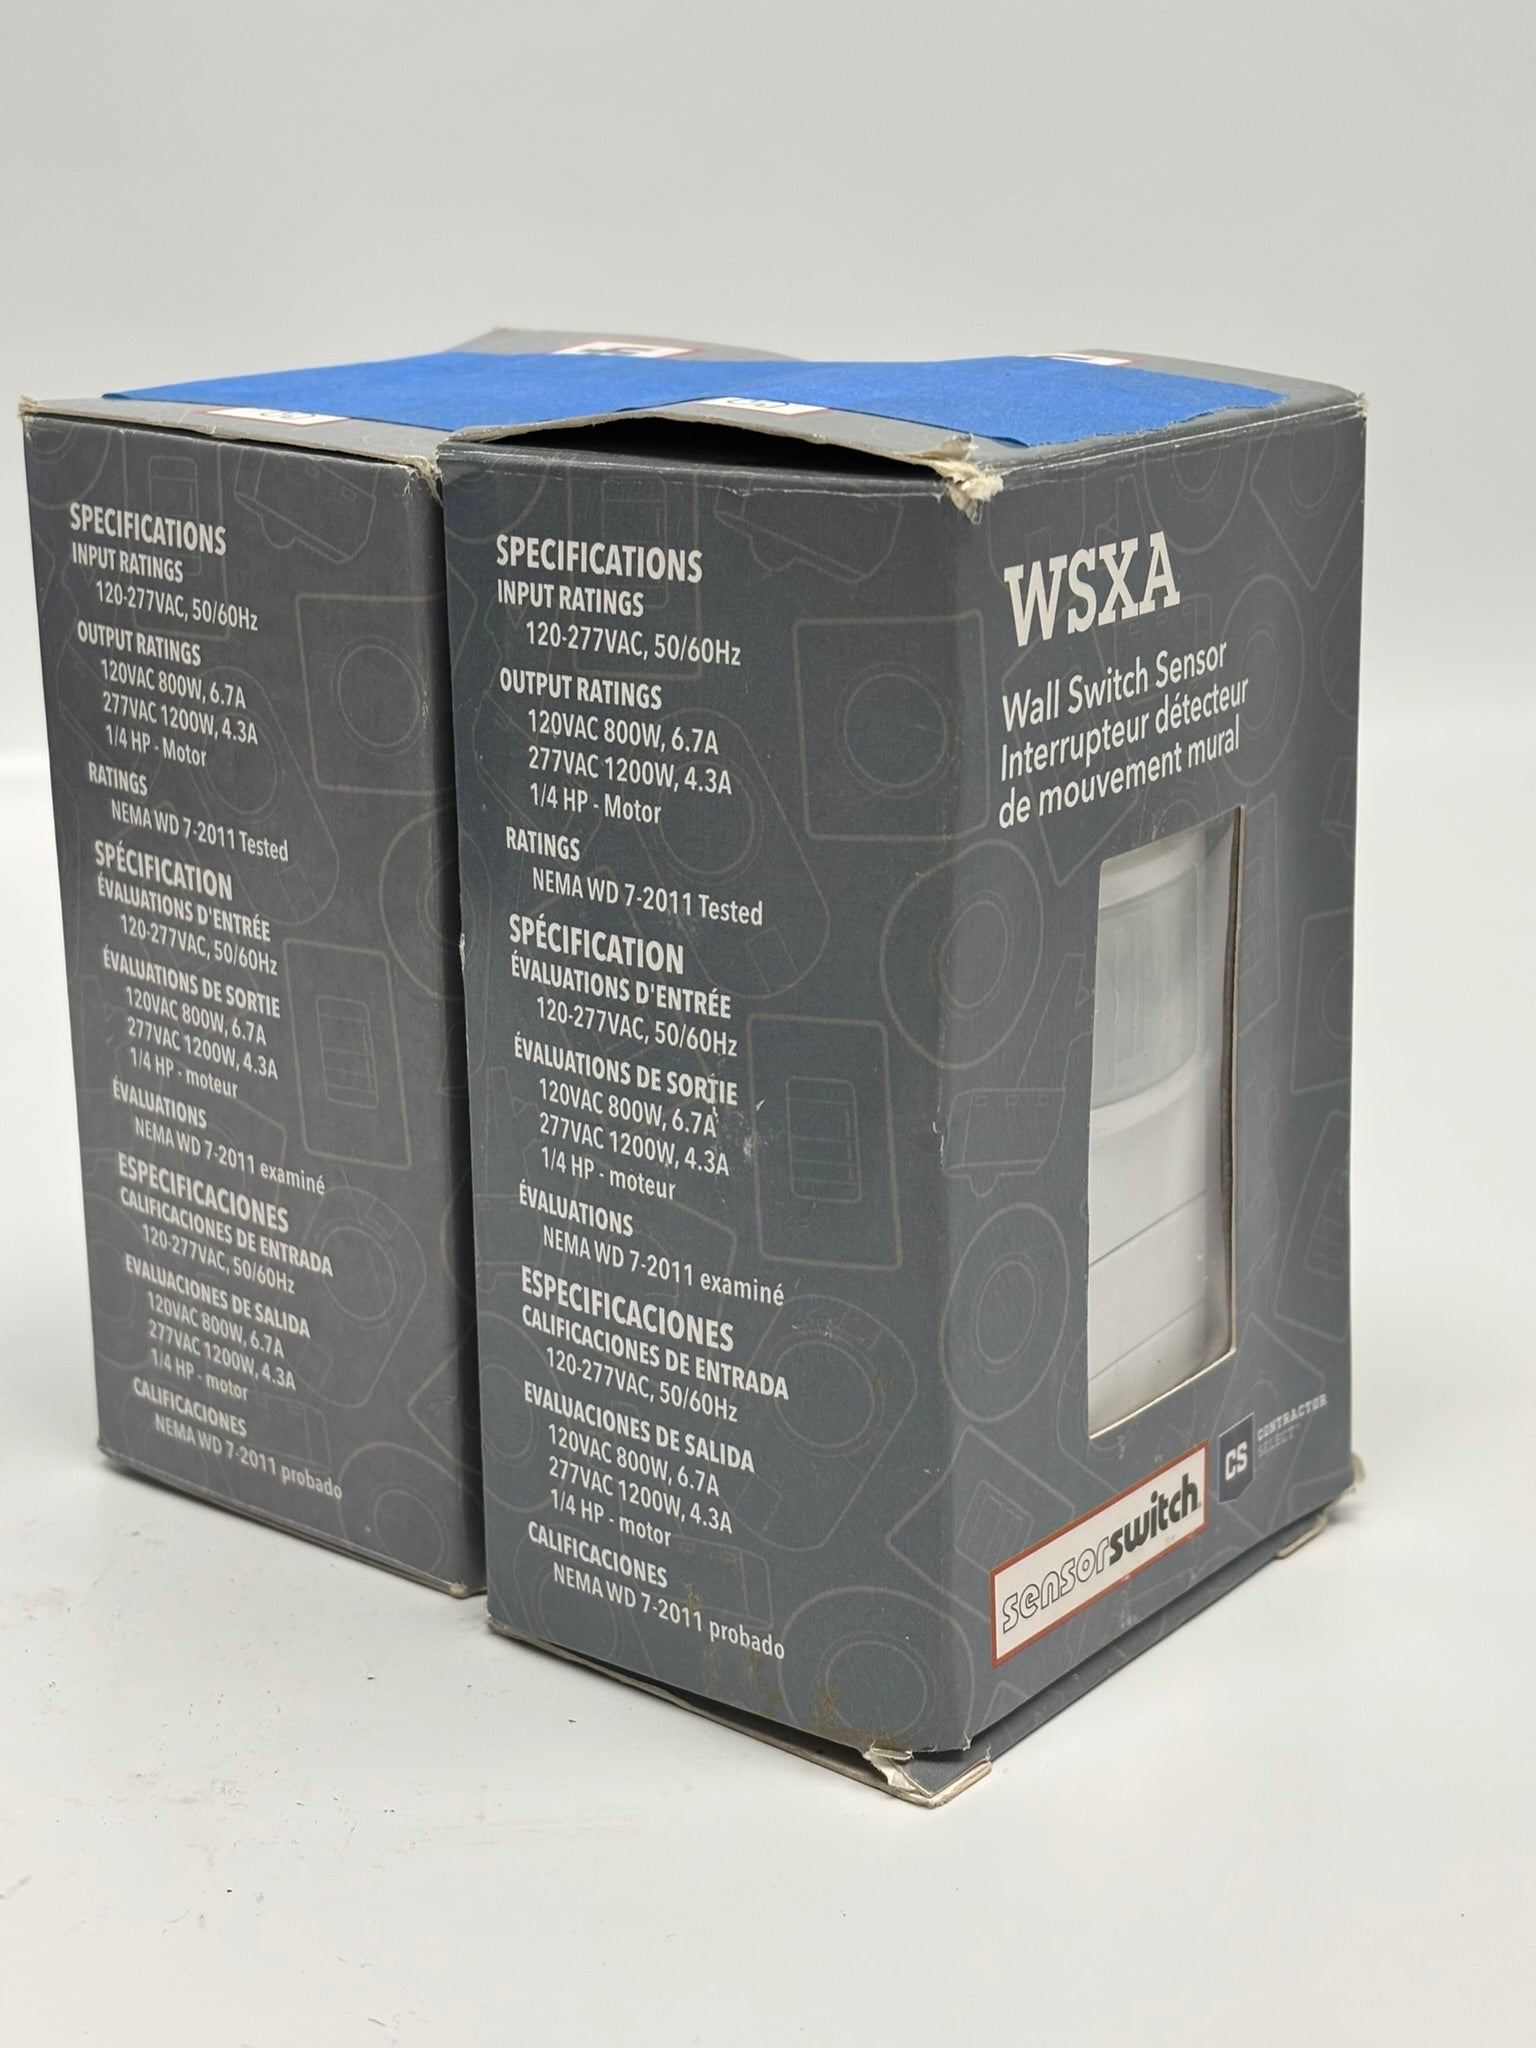 SPECIFICATIONS
INPUT RATINGS
120-277VAC, 50/60Hz
OUTPUT RATINGS
120VAC 800W, 6.7A
277VAC 1200W, 4.3A
1/4 HP - Motor
RATINGS
NEMA WD 7-2011 Tested
SPÉCIFICATION
ÉVALUATIONS D'ENTRÉE
120-277VAC, 50/60Hz
ÉVALUATIONS DE SORTIE
120VAC 800W, 6.7A
277VAC 1200W, 4.3A
1/4 HP - moteur
ÉVALUATIONS
NEMA WD 7-2011 examiné
ESPECIFICACIONES
CALIFICACIONES DE ENTRADA
120-277VAC, 50/60Hz
EVALUACIONES DE SALIDA
120VAC 800W, 6.7A
277VAC 1200W, 4.3A
1/4 HP - motor
CALIFICACIONES
NEMA WD 7-2011 probado
SPECIFICATIONS
INPUT RATINGS
120-277VAC, 50/60Hz
OUTPUT RATINGS
120VAC 800W, 6.7A
277VAC 1200W, 4.3A
1/4 HP - Motor
RATINGS
NEMA WD 7-2011 Tested
SPÉCIFICATION
ÉVALUATIONS D'ENTRÉE
120-277VAC, 50/60Hz
ÉVALUATIONS DE SORTIE
120VAC 800W, 6.7A
277VAC 1200W, 4.3A
1/4 HP - moteur
ÉVALUATIONS
NEMA WD 7-2011 examiné
ESPECIFICACIONES
CALIFICACIONES DE ENTRADA
120-277VAC, 50/60Hz
EVALUACIONES DE SALIDA
120VAC 800W, 6.7A
277VAC 1200W, 4.3A
1/4 HP - motor
CALIFICACIONES
NEMA WD 7-2011 probado
WSXA
Wall Switch Sensor
Interrupteur détecteur
de mouvement mural
sensorswitch
CS
CONTRACTOR
SELECT